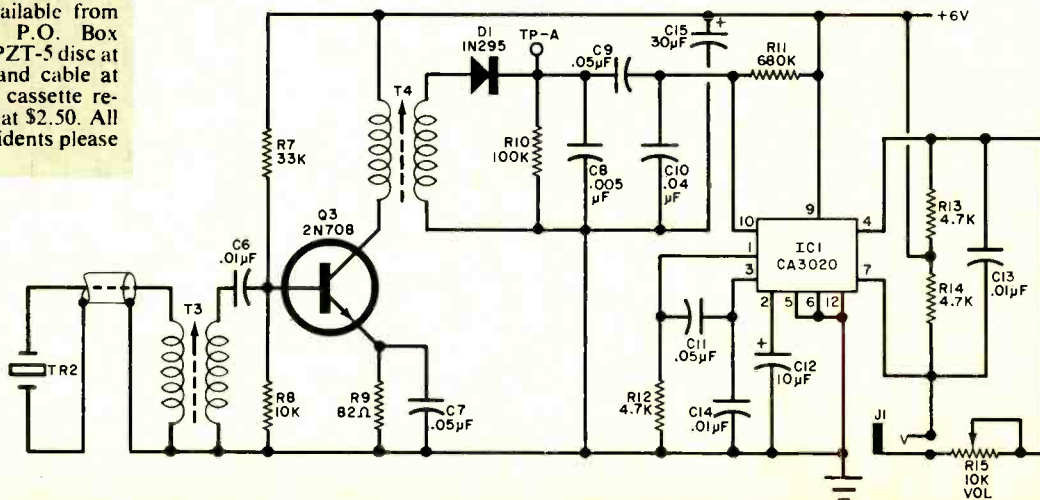 ailable from
P.O. Box
PZT-5 disc at
and cable at
cassette re-
at $2.50. All
idents please
+6V
C15
30µF
+
TP-A
D1
1N295
C9
.05µF
R11
680K
T4
R7
33K
R10
100K
C8
.005
µF
C10
.04
µF
Q3
2N708
C6
.01µF
10
9
4
1
3
7
IC1
CA3020
2
5
6
12
R13
4.7K
R14
4.7K
C13
.01µF
T3
TR2
C11
.05µF
+
C12
10µF
R8
10K
R9
82Ω
C7
.05µF
R12
4.7K
C14
.01µF
J1
R15
10K
VOL